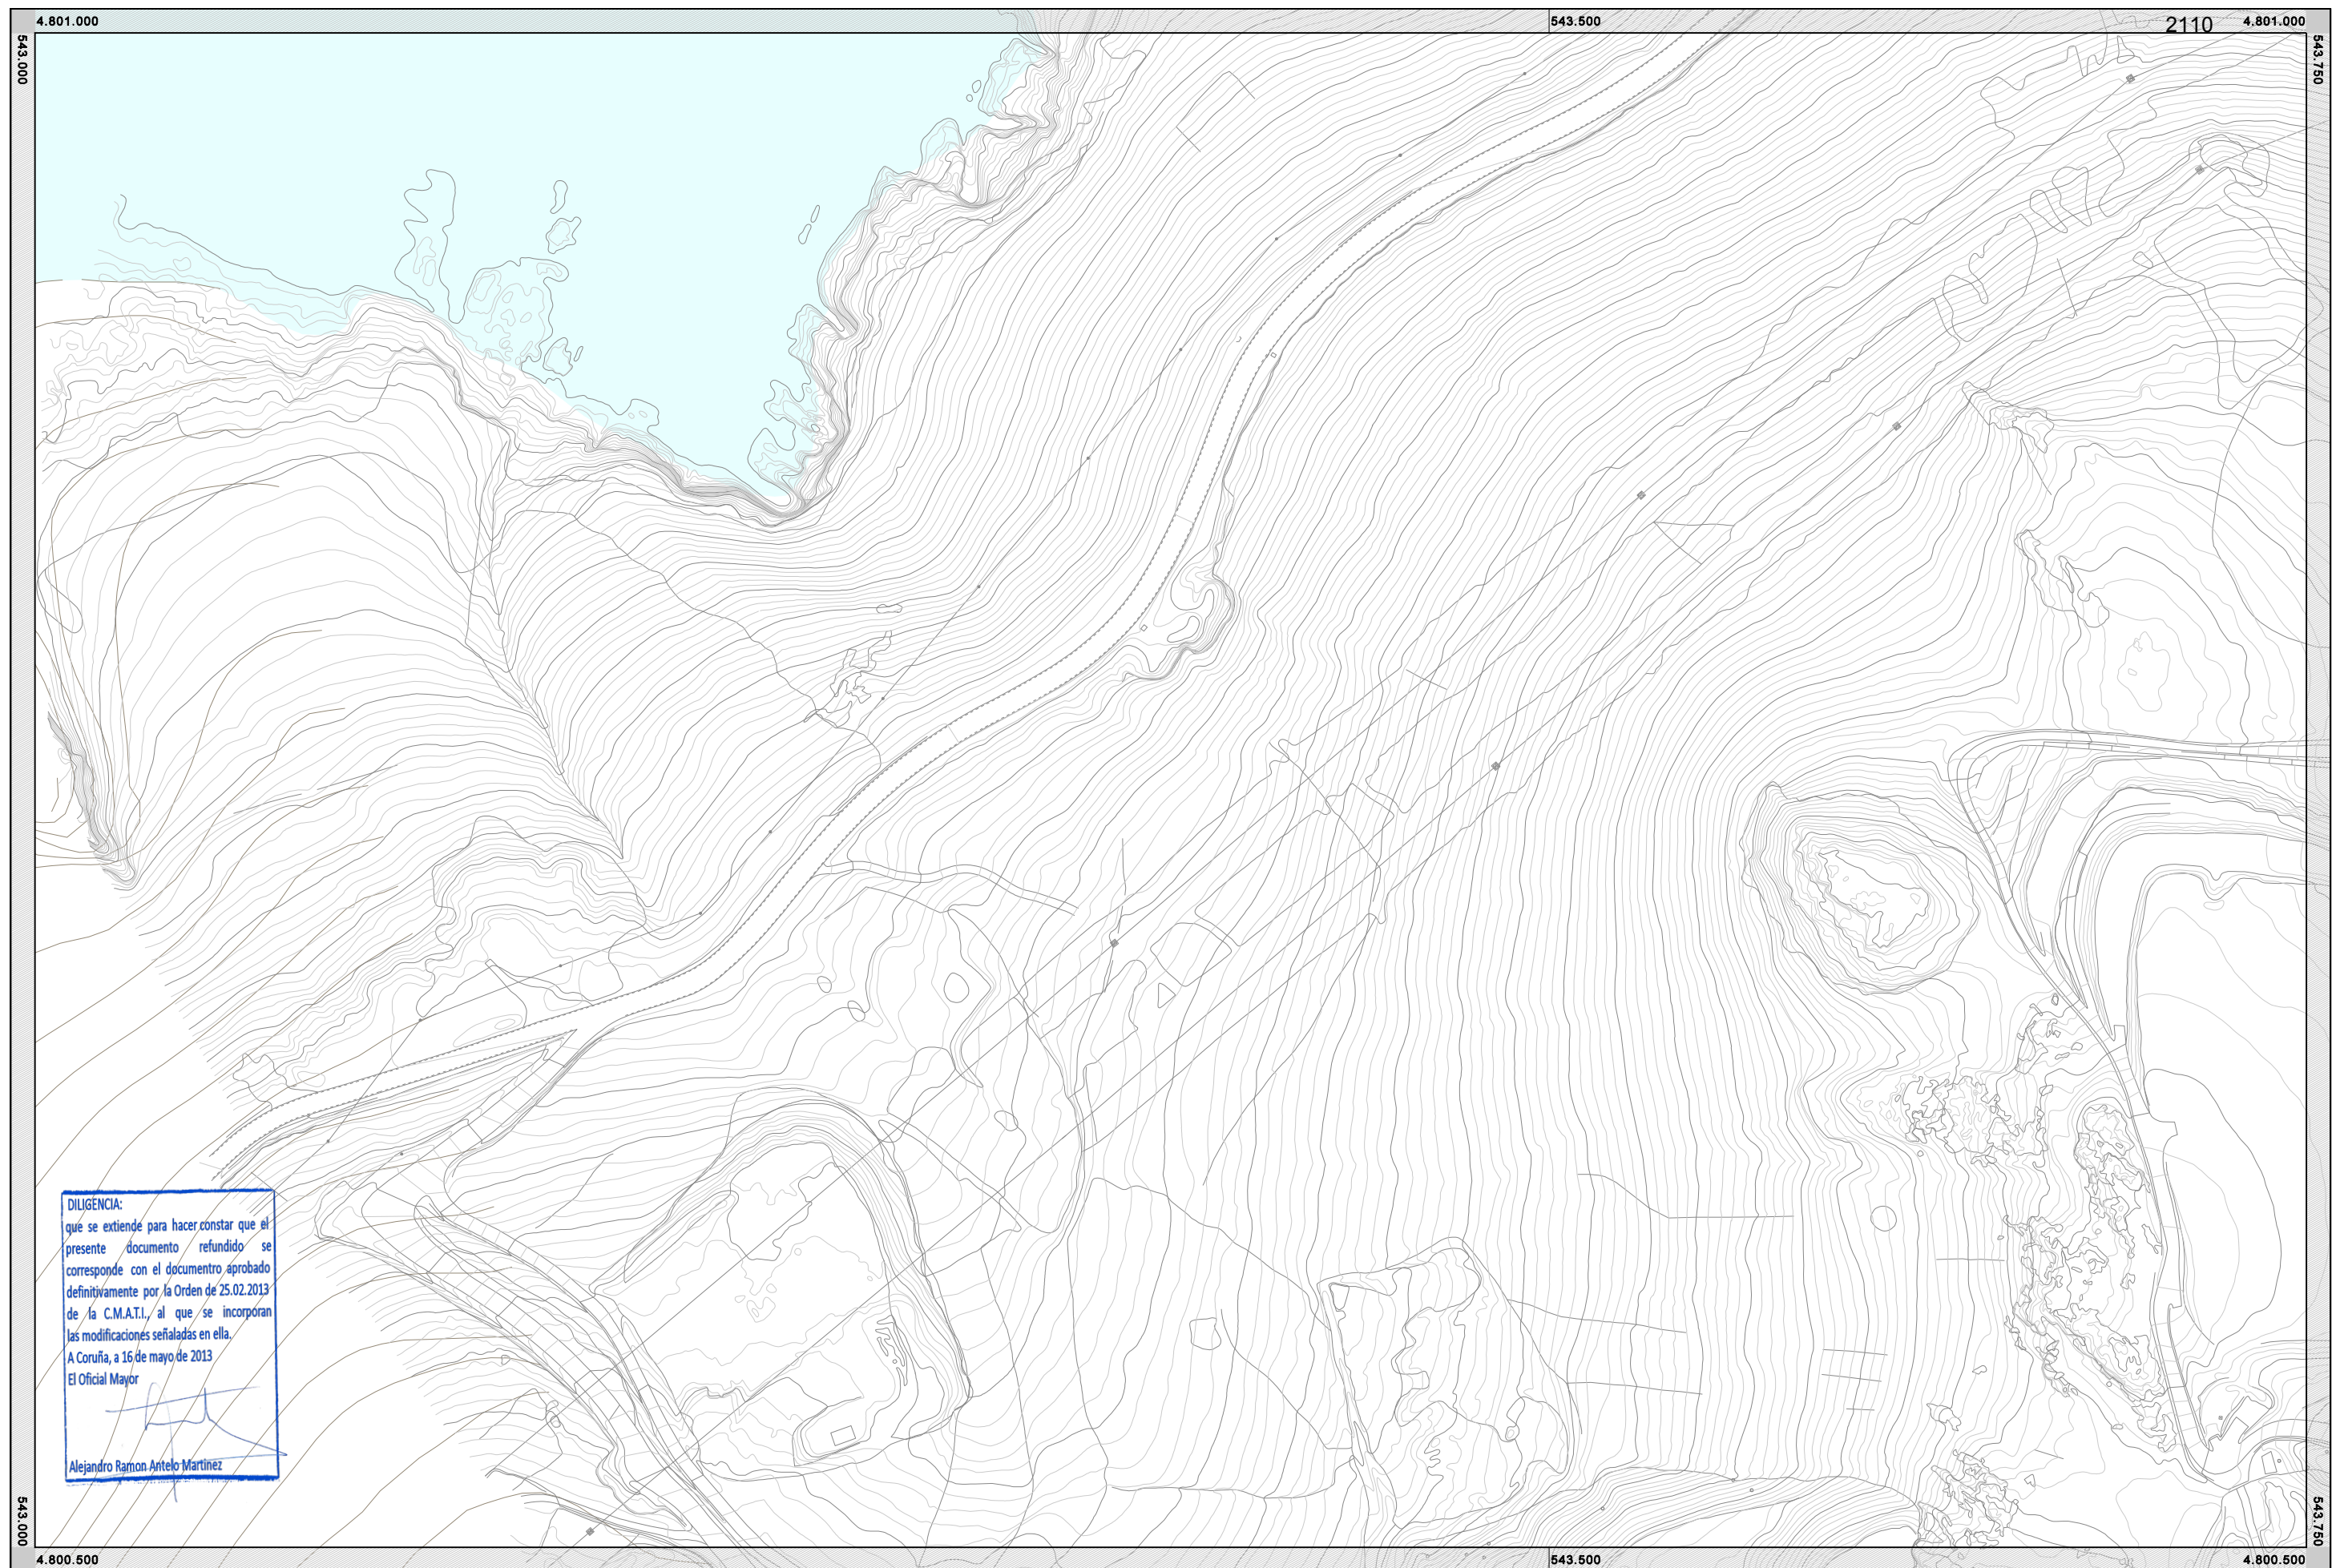 4.801.000
543.500
2110
4.801.000
543.000
543.750
DILIGENCIA:
que se extiende para hacer constar que el
presente documento refundido se
corresponde con el documentro aprobado
definitivamente por la Orden de 25.02.2013
de la C.M.A.T.I., al que se incorporan
las modificaciones señaladas en ella.
A Coruña, a 16 de mayo de 2013
El Oficial Mayor
Alejandro Ramon Antelo Martinez
543.000
543.750
4.800.500
543.500
4.800.500